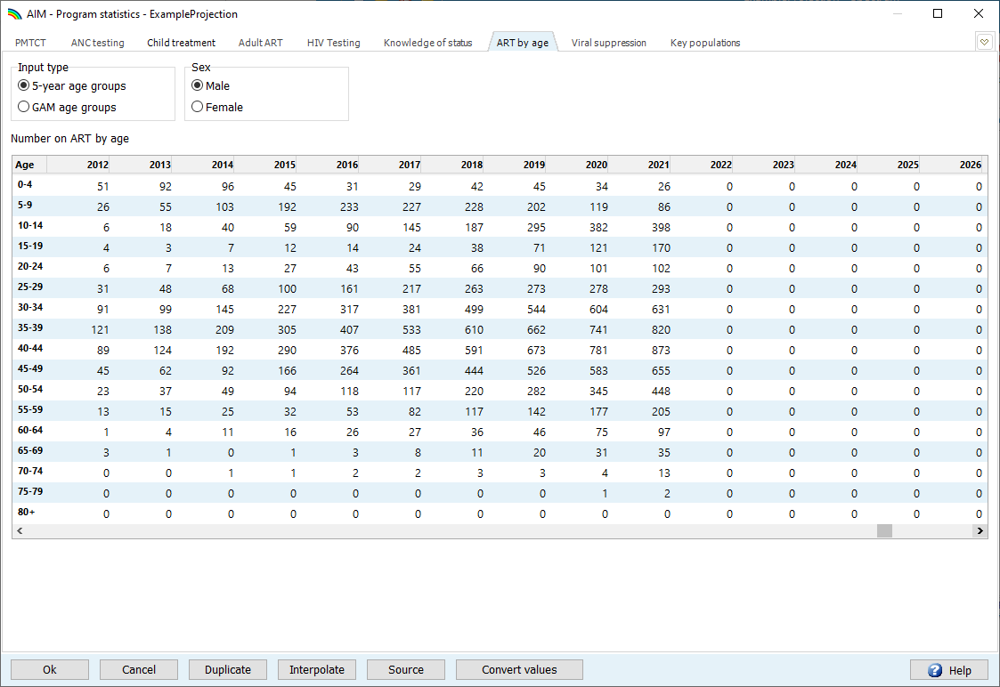 AIM - Program statistics - ExampleProjection
PMTCT ANC testing Child treatment Adult ART HIV Testing Knowledge of status ART by age Viral suppression Key populations
Input type Sex
5-year age groups Male
GAM age groups Female
Number on ART by age
Age 2012 2013 2014 2015 2016 2017 2018 2019 2020 2021 2022 2023 2024 2025 2026
0-4 51 92 96 45 31 29 42 45 34 26 0 0 0 0 0
5-9 26 55 103 192 233 227 228 202 119 86 0 0 0 0 0
10-14 6 18 40 59 90 145 187 295 382 398 0 0 0 0 0
15-19 4 3 7 12 14 24 38 71 121 170 0 0 0 0 0
20-24 6 7 13 27 43 55 66 90 101 102 0 0 0 0 0
25-29 31 48 68 100 161 217 263 273 278 293 0 0 0 0 0
30-34 91 99 145 227 317 381 499 544 604 631 0 0 0 0 0
35-39 121 138 209 305 407 533 610 662 741 820 0 0 0 0 0
40-44 89 124 192 290 376 485 591 673 781 873 0 0 0 0 0
45-49 45 62 92 166 264 361 444 526 583 655 0 0 0 0 0
50-54 23 37 49 94 118 117 220 282 345 448 0 0 0 0 0
55-59 13 15 25 32 53 82 117 142 177 205 0 0 0 0 0
60-64 1 4 11 16 26 27 36 46 75 97 0 0 0 0 0
65-69 3 1 0 1 3 8 11 20 31 35 0 0 0 0 0
70-74 0 0 1 1 2 2 3 3 4 13 0 0 0 0 0
75-79 0 0 0 0 0 0 0 0 1 2 0 0 0 0 0
80+ 0 0 0 0 0 0 0 0 0 0 0 0 0 0 0
Ok Cancel Duplicate Interpolate Source Convert values Help